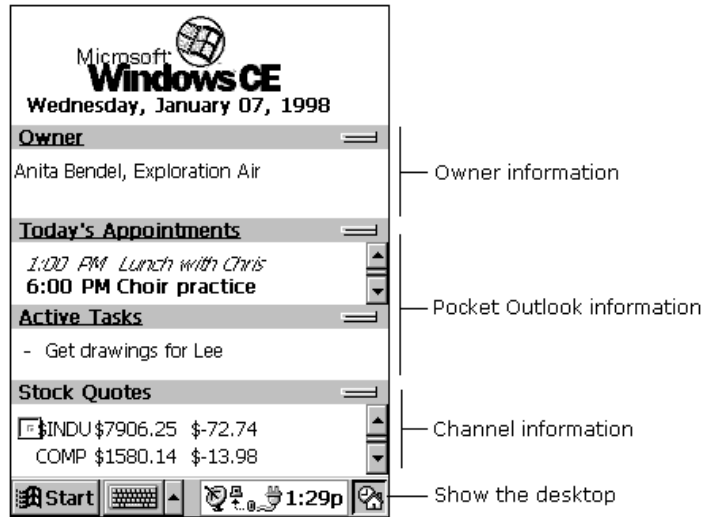 Microsoft
Windows CE
Wednesday, January 07, 1998
Owner
Anita Bendel, Exploration Air
Owner information
Today's Appointments
1:00 PM Lunch with Chris
6:00 PM Choir practice
Active Tasks
- Get drawings for Lee
Pocket Outlook information
Stock Quotes
$INDU $7906.25 $-72.74
COMP $1580.14 $-13.98
Channel information
Start 1:29p
Show the desktop